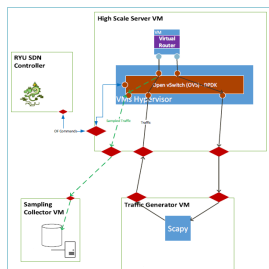 High Scale Server VM
Virtual
Router
RYU SDN
Controller
Open vSwitch (OVS) - DPDK
VMs Hypervisor
Sampled Traffic
Traffic
OF Commands
Sampling
Collector VM
Traffic Generator VM
Scapy